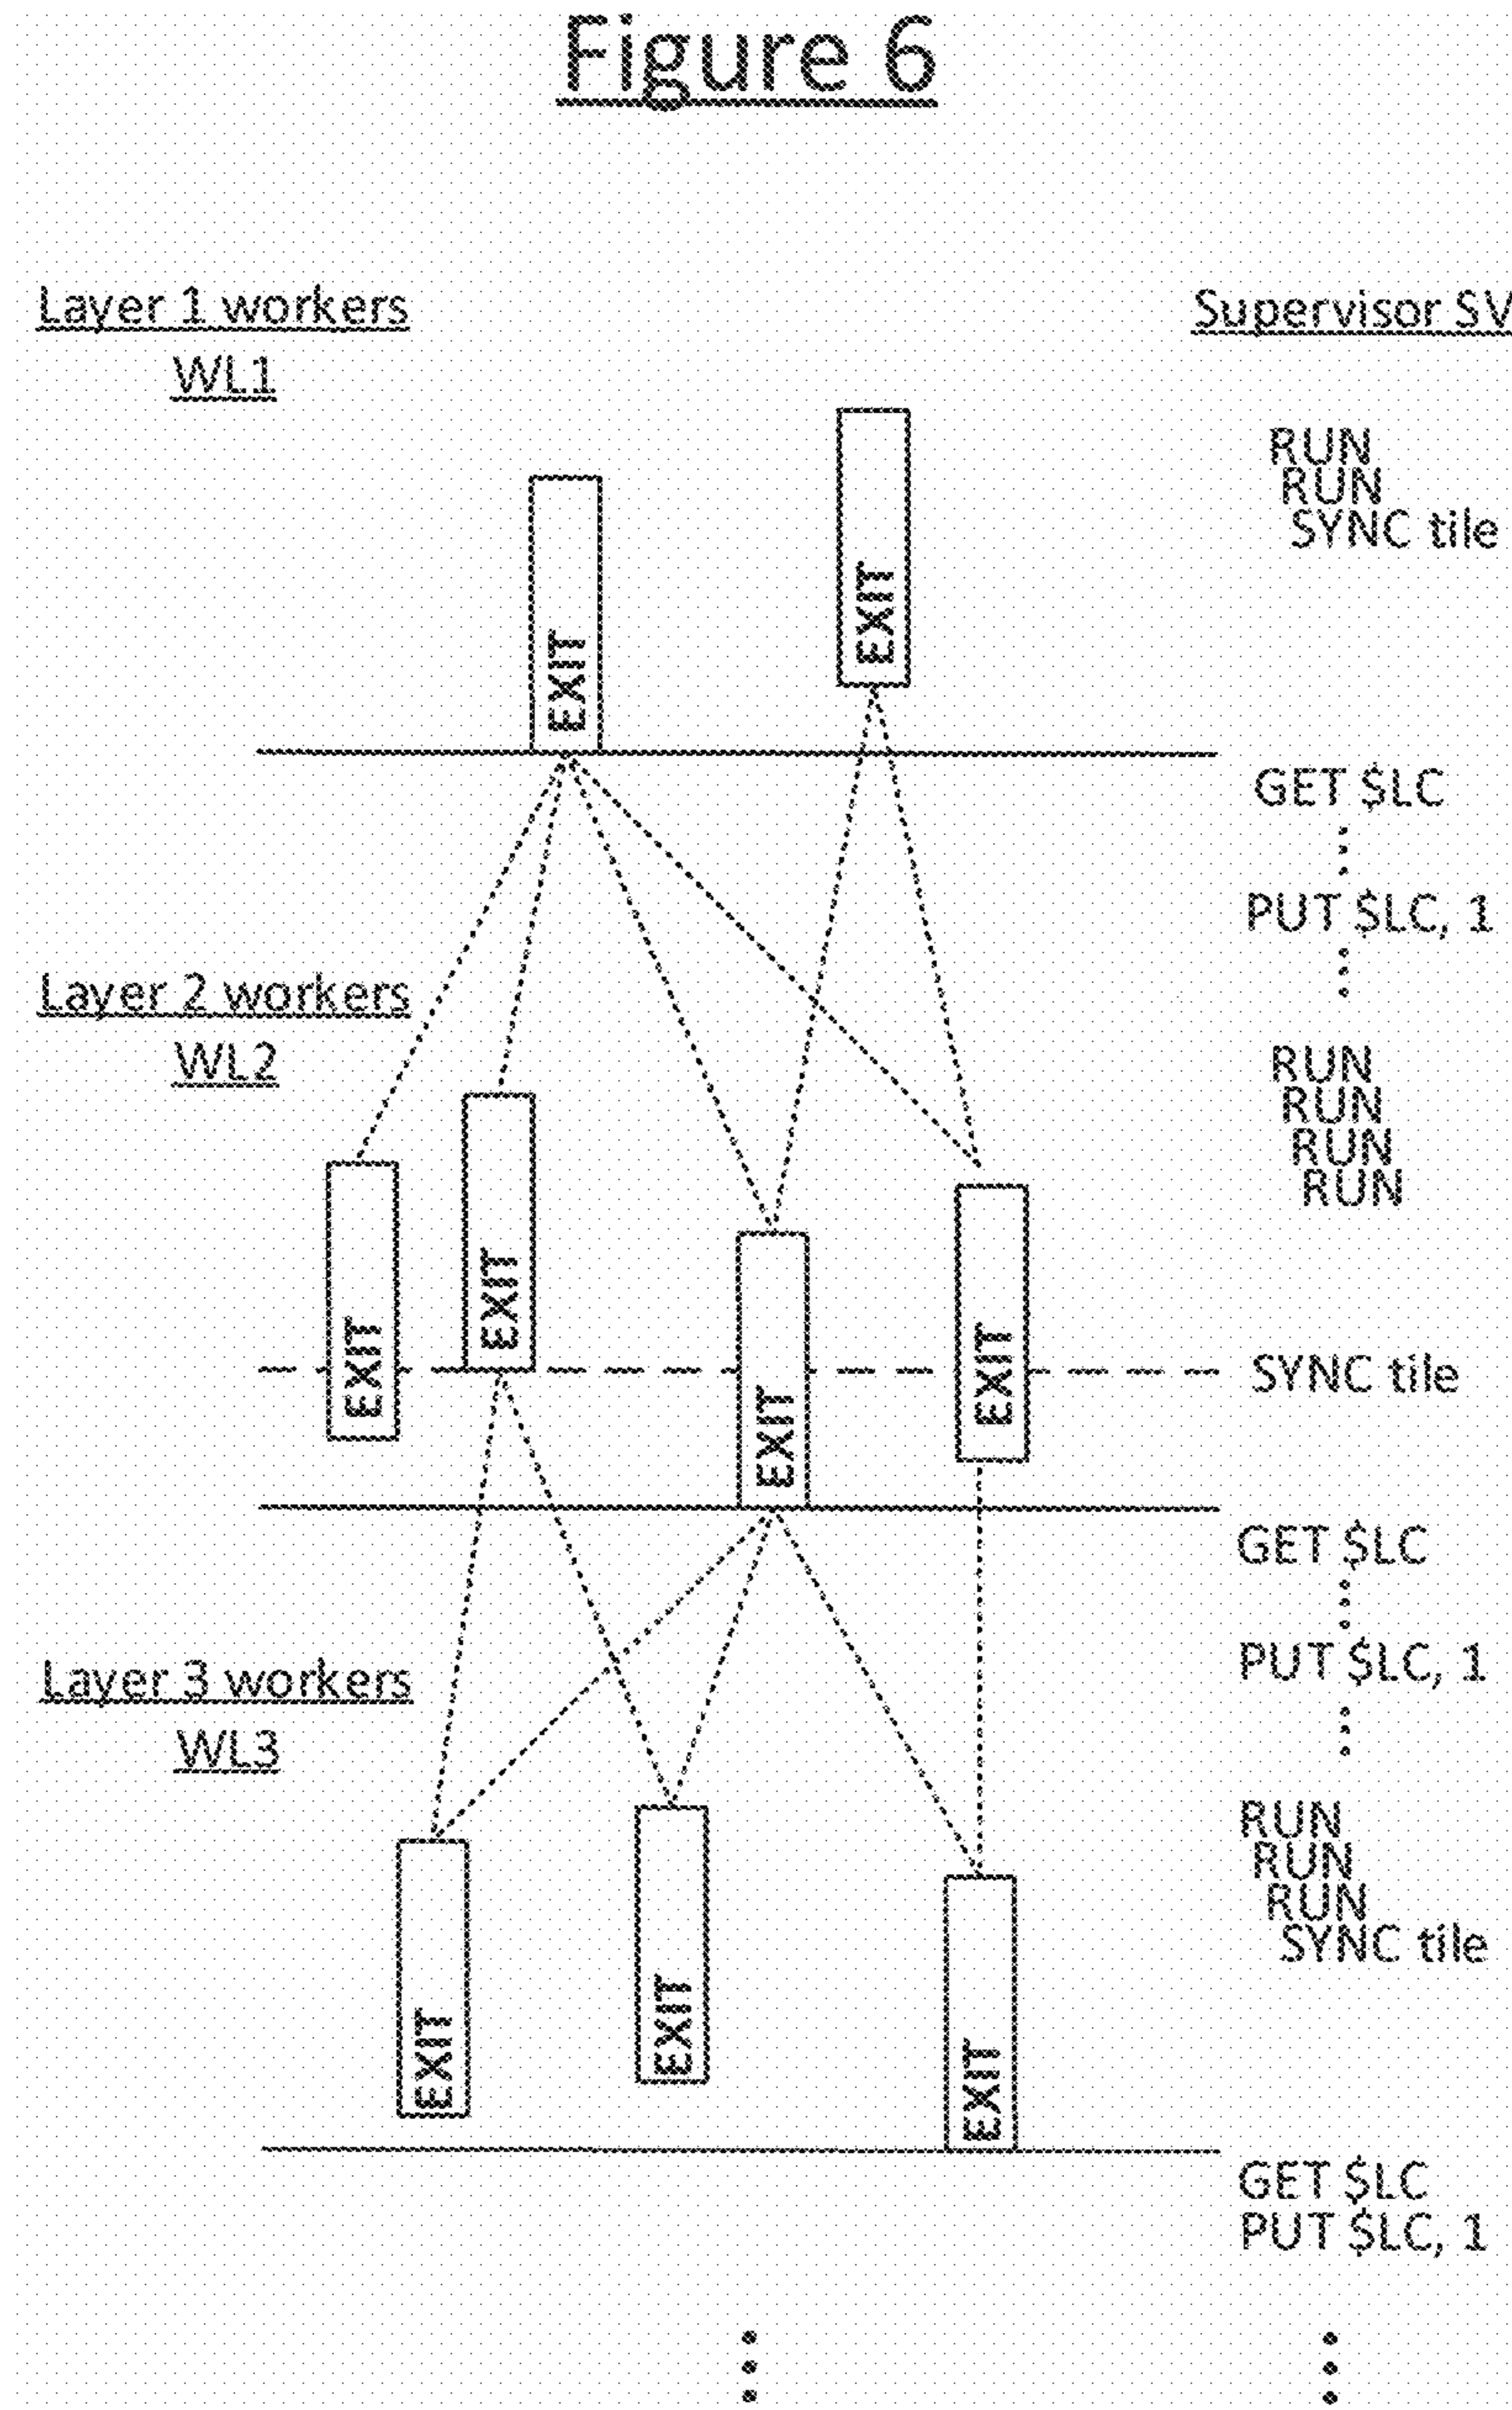 Figure 6
Layer 1 workers
WL1
Supervisor SV
RUN
RUN
SYNC tile
EXIT
EXIT
GET $LC
PUT $LC, 1
Layer 2 workers
WL2
RUN
RUN
RUN
RUN
EXIT
EXIT
EXIT
EXIT
SYNC tile
GET $LC
PUT $LC, 1
Layer 3 workers
WL3
RUN
RUN
RUN
SYNC tile
EXIT
EXIT
EXIT
GET $LC
PUT $LC, 1